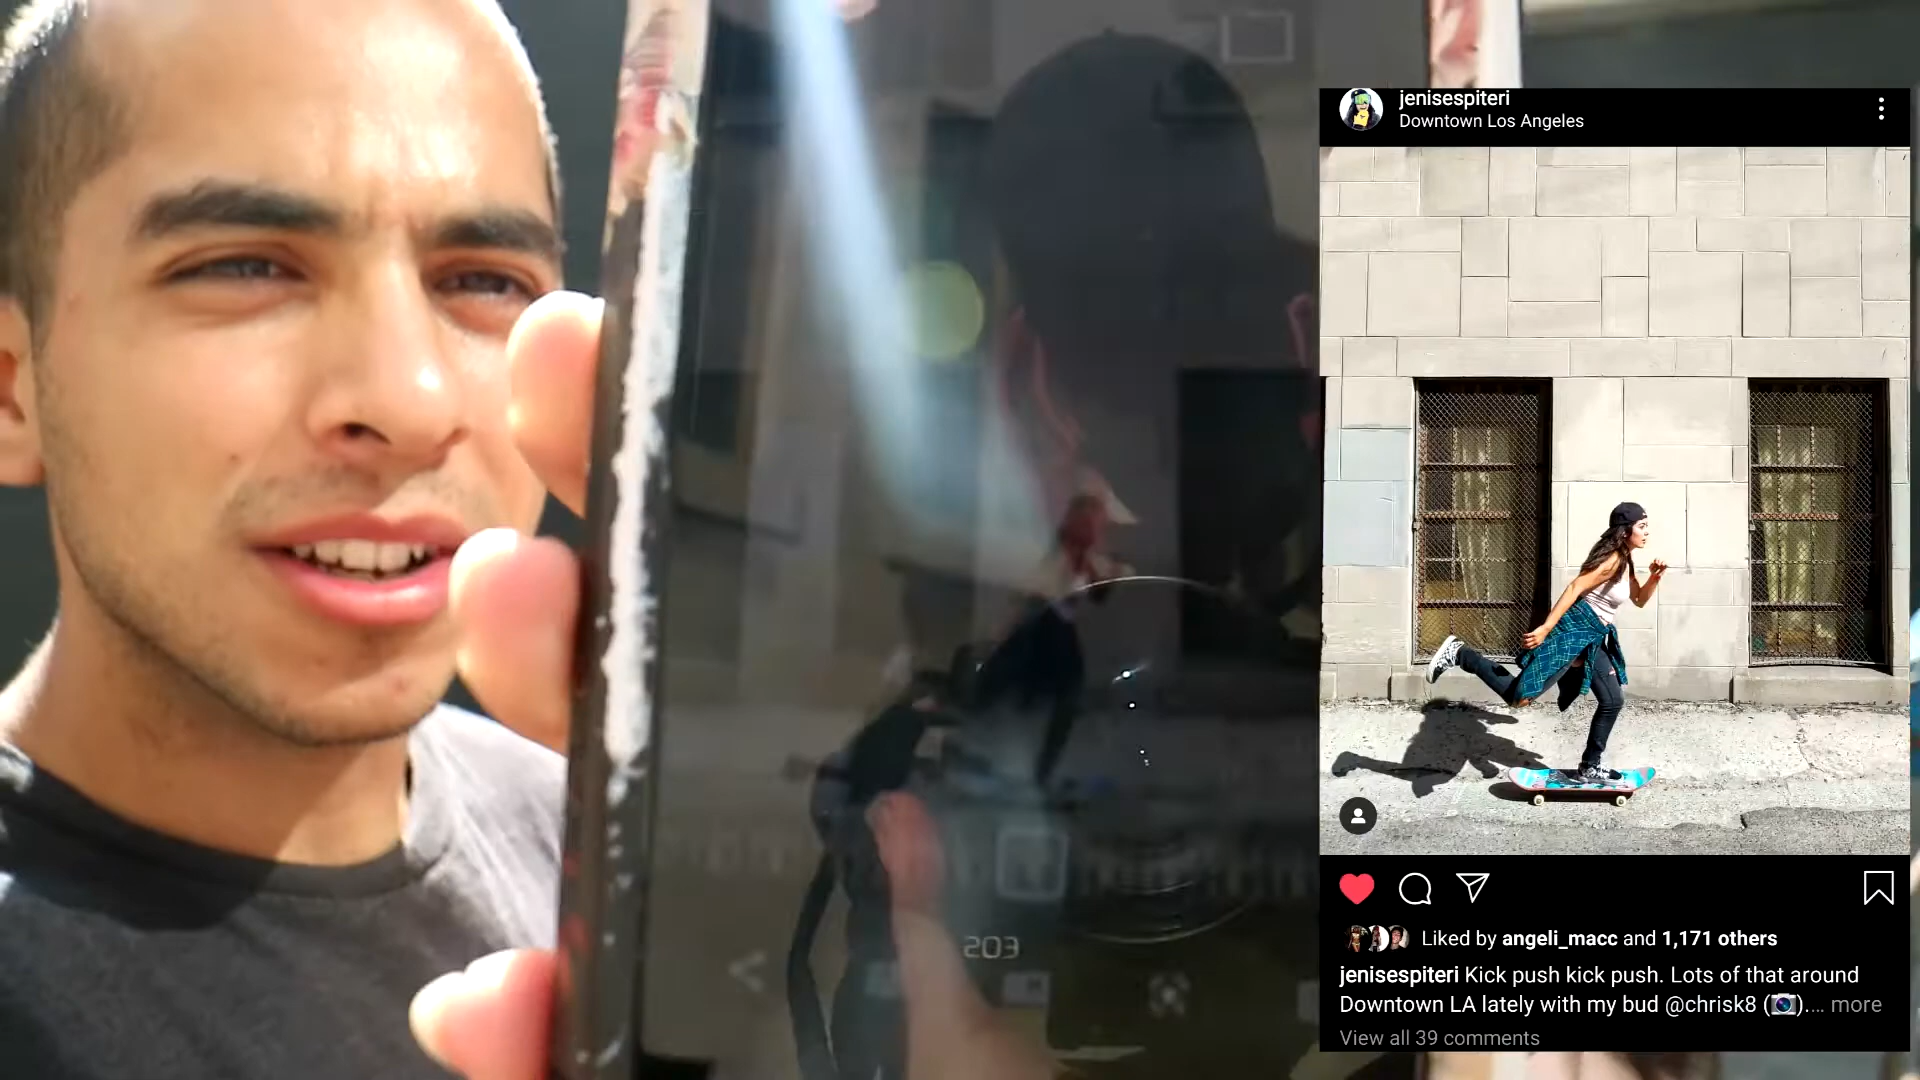 jenisespiteri
Downtown Los Angeles
203
Liked by angeli_macc and 1,171 others
jenisespiteri Kick push kick push. Lots of that around
Downtown LA lately with my bud @chrisk8 (📷).... more
View all 39 comments